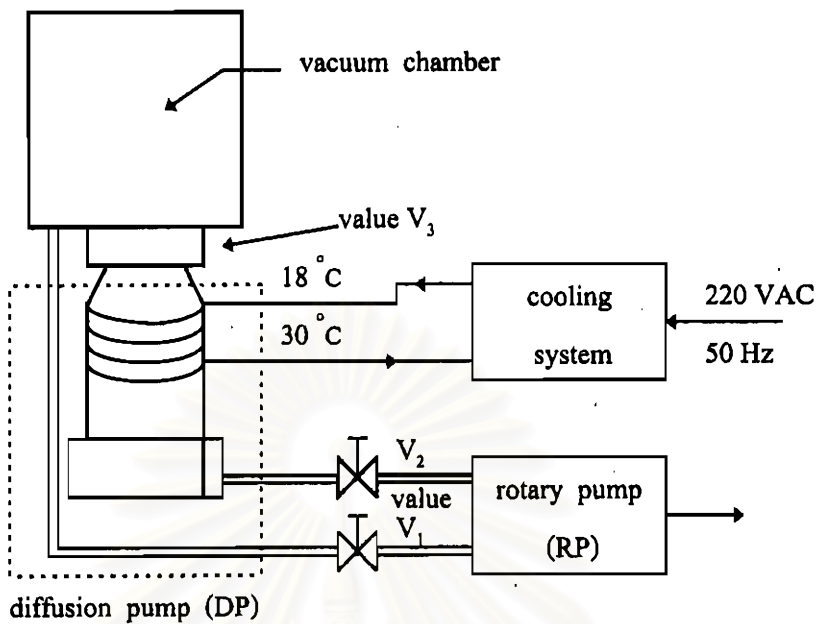 vacuum chamber
value V₃
18 °C
30 °C
cooling
system
220 VAC
50 Hz
V₂
value
V₁
rotary pump
(RP)
diffusion pump (DP)